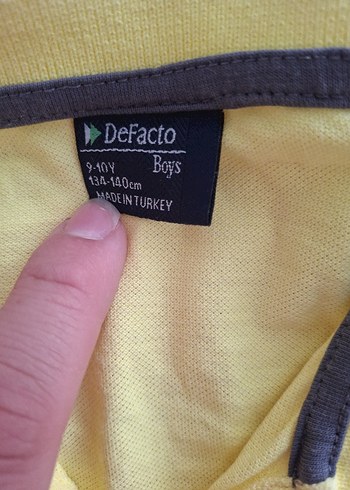 DeFacto
Boys
9-10Y
134-140cm
MADE IN TURKEY